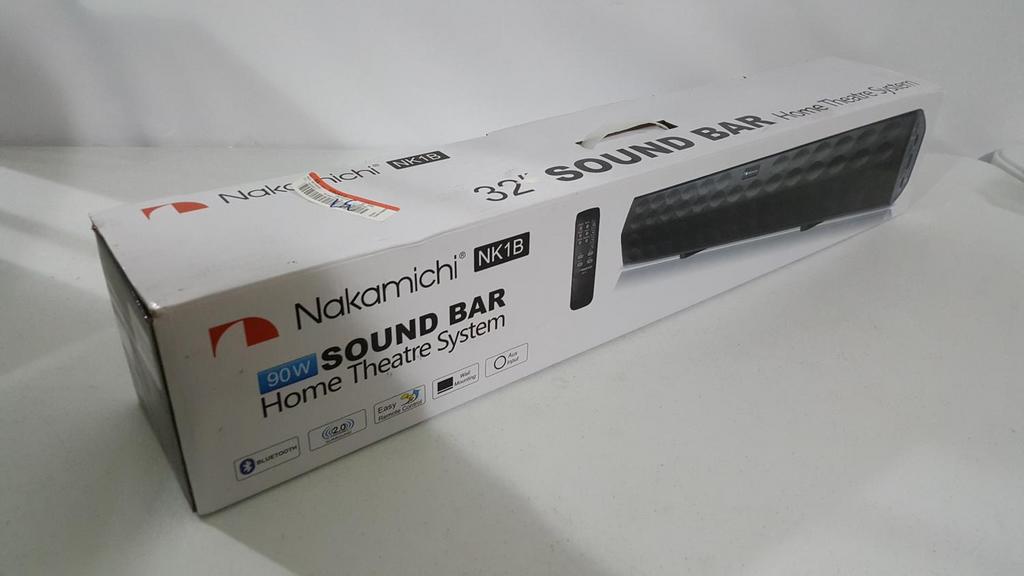 Nakamichi® NK1B
32" SOUND BAR Home Theatre System
Nakamichi® NK1B
90W SOUND BAR
Home Theatre System
BLUETOOTH
2.0
Easy
Remote Control
Wall
Mounting
Aux
Input